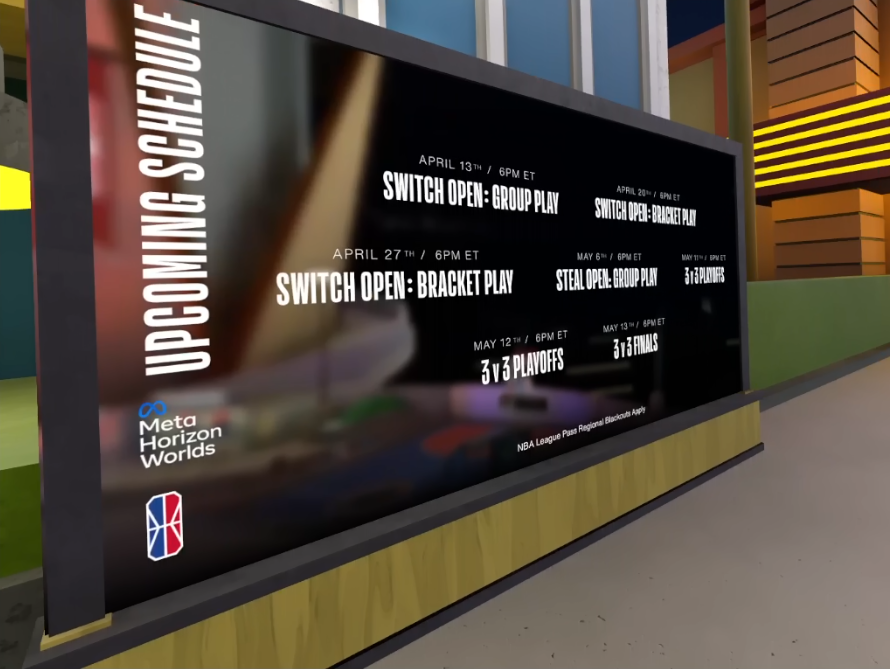 UPCOMING SCHEDULE
APRIL 13TH / 6PM ET
SWITCH OPEN: GROUP PLAY
APRIL 20TH / 6PM ET
SWITCH OPEN: BRACKET PLAY
APRIL 27TH / 6PM ET
SWITCH OPEN: BRACKET PLAY
MAY 6TH / 6PM ET
STEAL OPEN: GROUP PLAY
MAY 11TH / 6PM ET
3 v 3 PLAYOFFS
MAY 12TH / 6PM ET
3 v 3 PLAYOFFS
MAY 13TH / 6PM ET
3 v 3 FINALS
NBA League Pass Regional Blackouts Apply
Meta
Horizon
Worlds